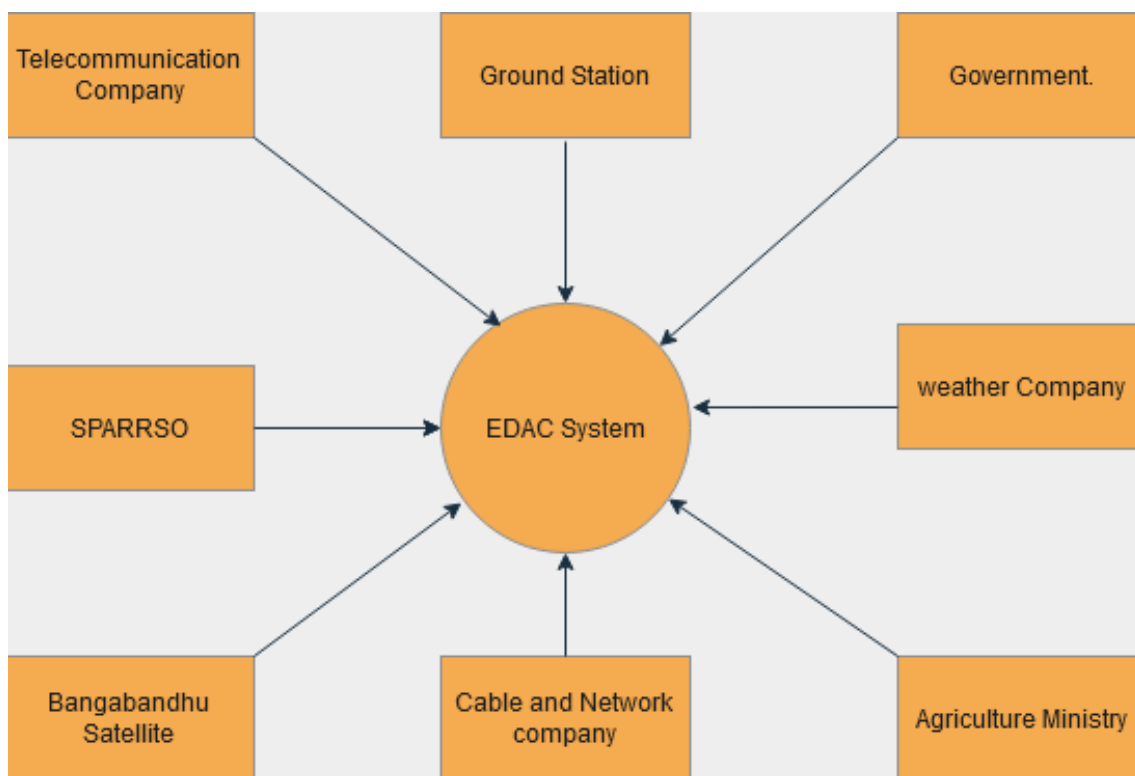 Telecommunication
Company
Ground Station
Government.
weather Company
SPARRSO
EDAC System
Bangabandhu
Satellite
Cable and Network
company
Agriculture Ministry